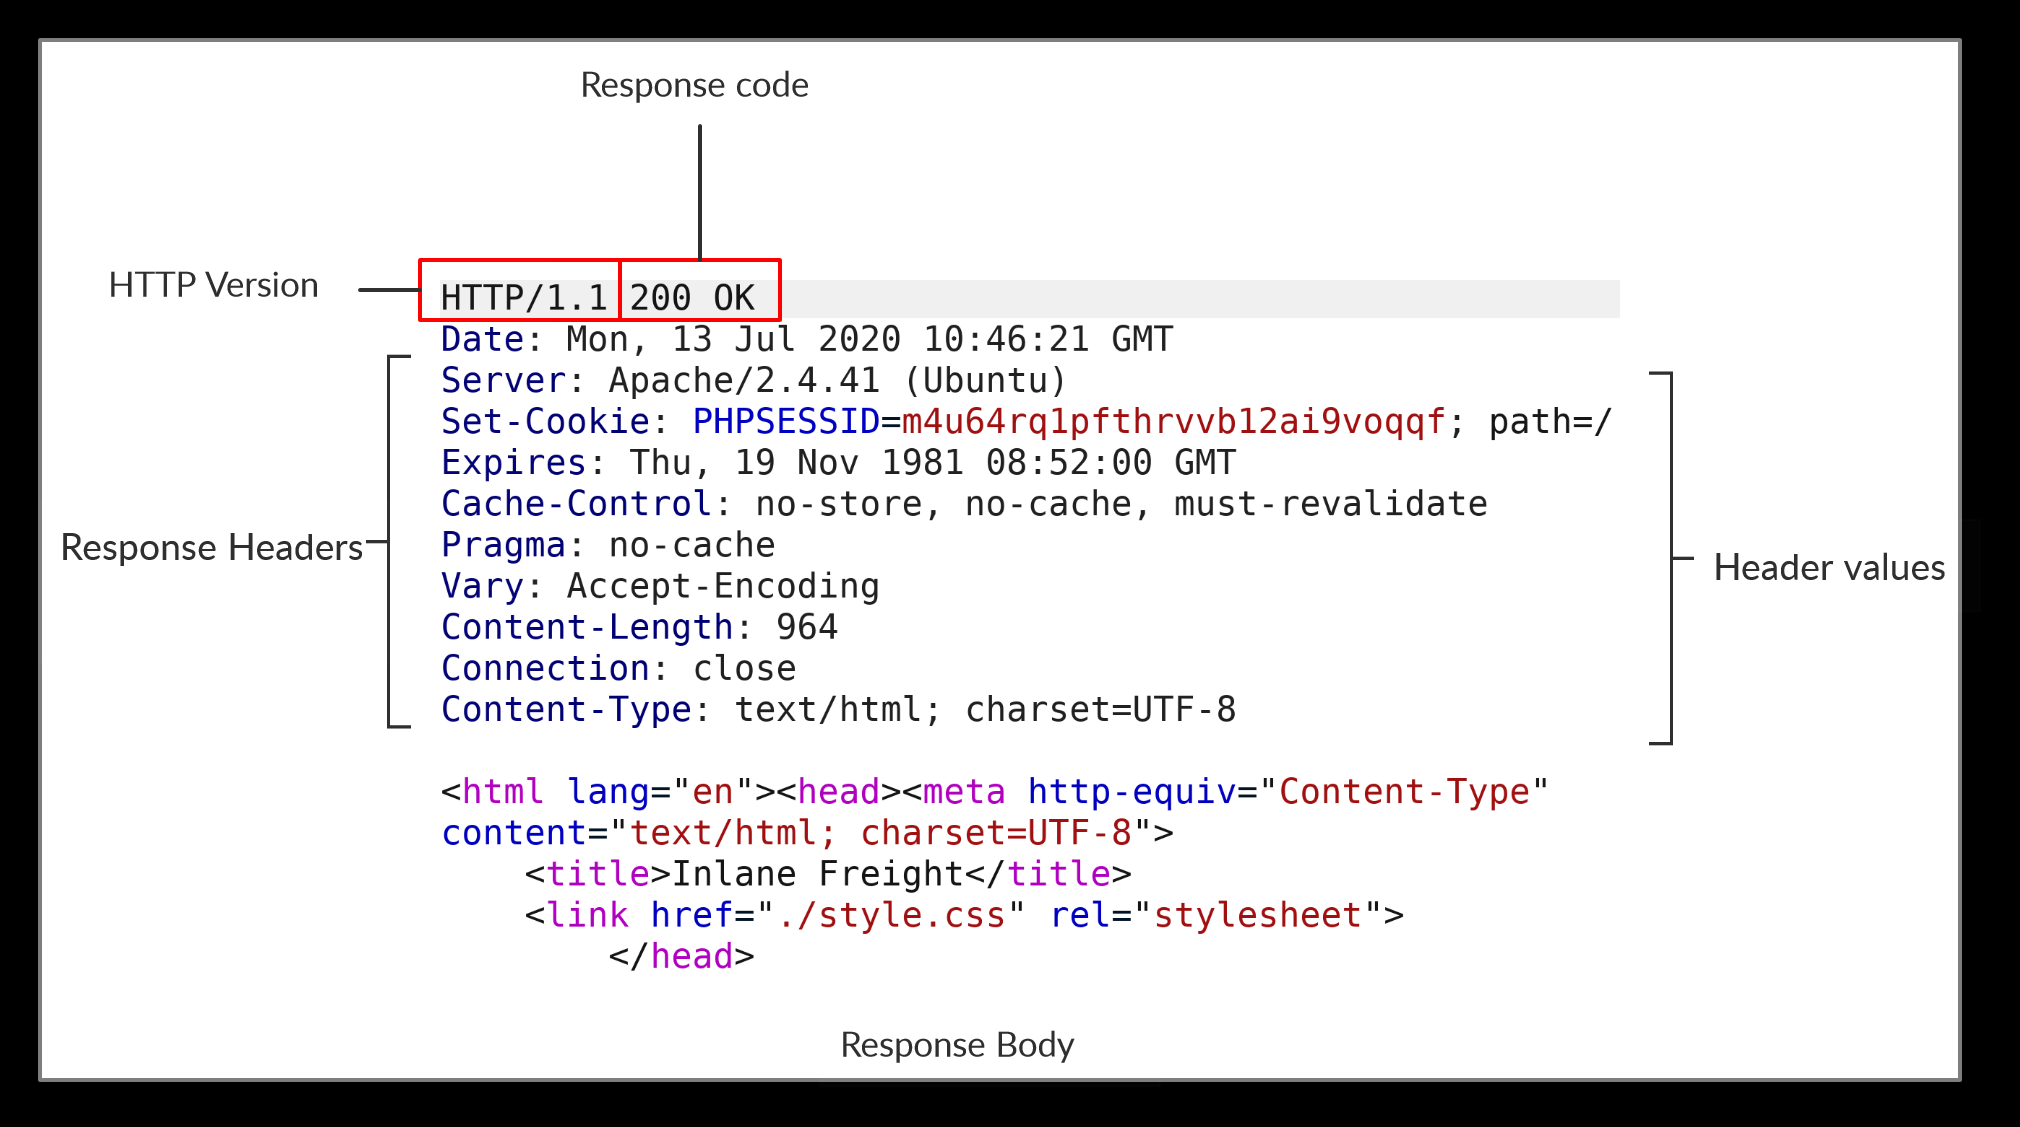 Response code
HTTP Version
HTTP/1.1 200 OK
Date: Mon, 13 Jul 2020 10:46:21 GMT
Server: Apache/2.4.41 (Ubuntu)
Set-Cookie: PHPSESSID=m4u64rq1pfthrvvb12ai9voqqf; path=/
Expires: Thu, 19 Nov 1981 08:52:00 GMT
Cache-Control: no-store, no-cache, must-revalidate
Response Headers
Pragma: no-cache
Header values
Vary: Accept-Encoding
Content-Length: 964
Connection: close
Content-Type: text/html; charset=UTF-8
<html lang="en"><head><meta http-equiv="Content-Type"
content="text/html; charset=UTF-8">
<title>Inlane Freight</title>
<link href="./style.css" rel="stylesheet">
</head>
Response Body